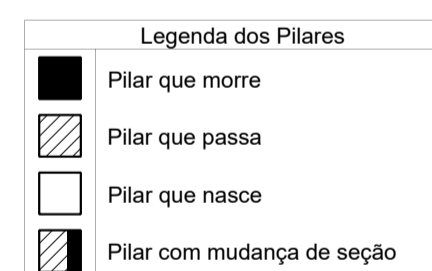 Legenda dos Pilares
Pilar que morre
Pilar que passa
Pilar que nasce
Pilar com mudança de seção